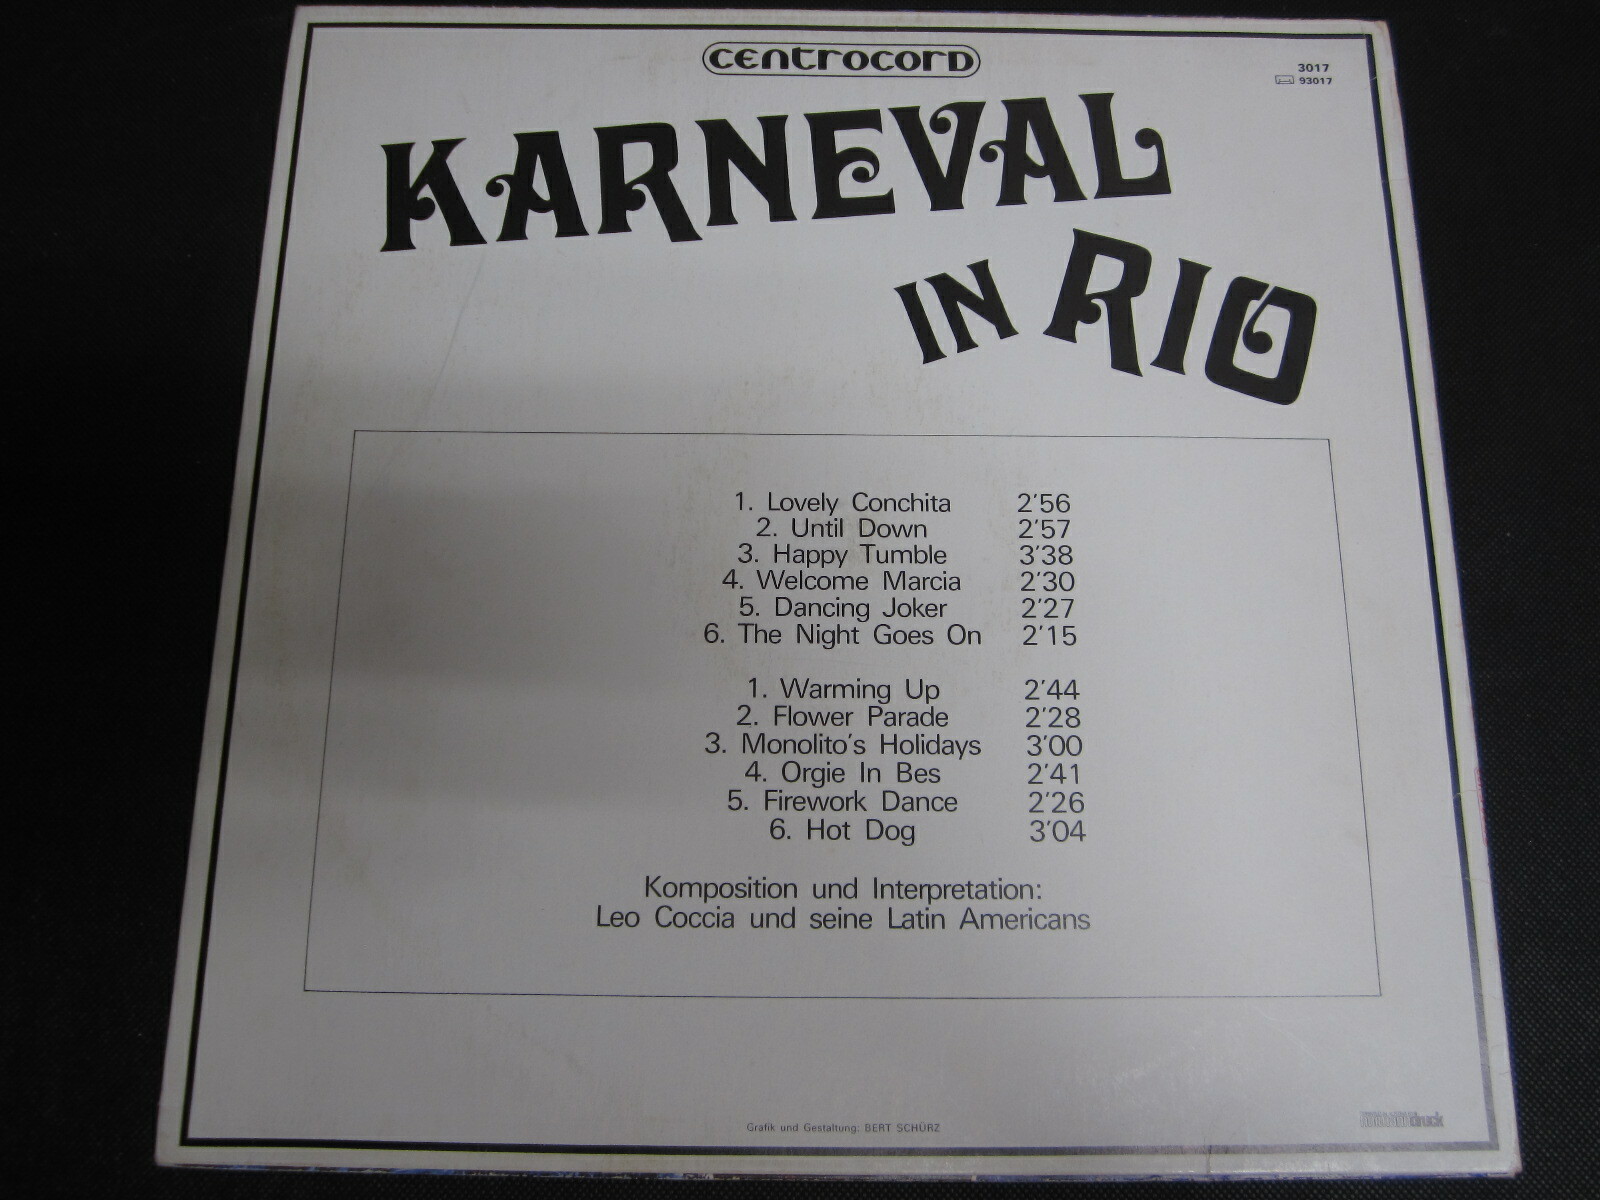 centrocord
3017
93017
KARNEVAL
IN RIO
1. Lovely Conchita 2'56
2. Until Down 2'57
3. Happy Tumble 3'38
4. Welcome Marcia 2'30
5. Dancing Joker 2'27
6. The Night Goes On 2'15
1. Warming Up 2'44
2. Flower Parade 2'28
3. Monolito's Holidays 3'00
4. Orgie In Bes 2'41
5. Firework Dance 2'26
6. Hot Dog 3'04
Komposition und Interpretation:
Leo Coccia und seine Latin Americans
Grafik und Gestaltung: BERT SCHÜRZ